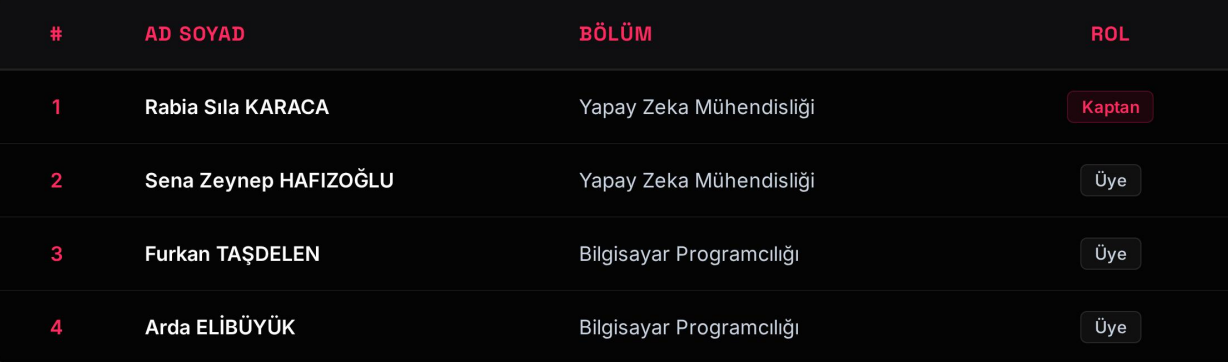 # AD SOYAD BÖLÜM ROL
1 Rabia Sıla KARACA Yapay Zeka Mühendisliği Kaptan
2 Sena Zeynep HAFIZOĞLU Yapay Zeka Mühendisliği Üye
3 Furkan TAŞDELEN Bilgisayar Programcılığı Üye
4 Arda ELİBÜYÜK Bilgisayar Programcılığı Üye